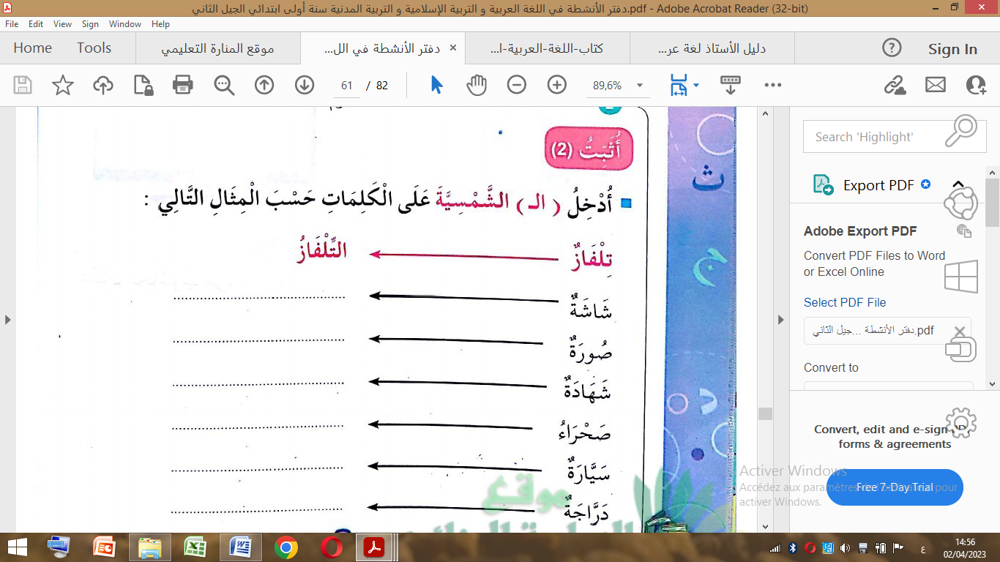 دفتر الأنشطة في اللغة العربية و التربية الإسلامية و التربية المدنية سنة أولى ابتدائي الجيل الثاني.pdf - Adobe Acrobat Reader (32-bit)
File Edit View Sign Window Help
Home Tools موقع المنارة التعليمي دفتر الأنشطة في الل... كتاب-اللغة-العربية-ا... دليل الأستاذ لغة عر... Sign In
61 / 82 89,6%
أُثَبِّتُ (2)
أُدْخِلُ ( الـ ) الشَّمْسِيَّةَ عَلَى الْكَلِمَاتِ حَسْبَ الْمِثَالِ التَّالِي :
تِلْفَازٌ التِّلْفَازُ
شَاشَةٌ
صُورَةٌ
شَهَادَةٌ
صَحْرَاءُ
سَيَّارَةٌ
دَرَّاجَةٌ
موقع
ث
ج
د
Search 'Highlight'
Export PDF
Adobe Export PDF
Convert PDF Files to Word
or Excel Online
Select PDF File
دفتر الأنشطة ...جيل الثاني.pdf
Convert to
Convert, edit and e-sign PDF
forms & agreements
Free 7-Day Trial
Activer Windows
Accédez aux paramètres de l'ordinateur pour
activer Windows.
ع
14:56
02/04/2023